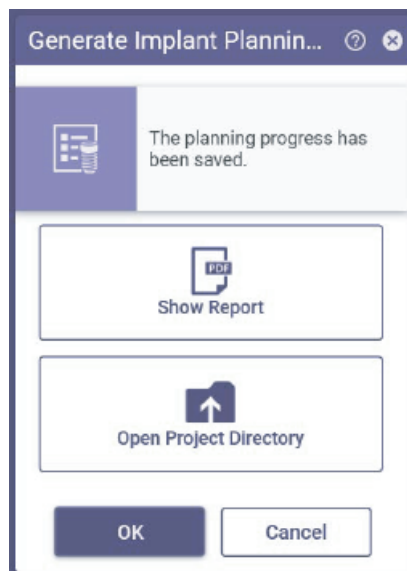 Generate Implant Plannin...
The planning progress has
been saved.
PDF
Show Report
Open Project Directory
OK
Cancel